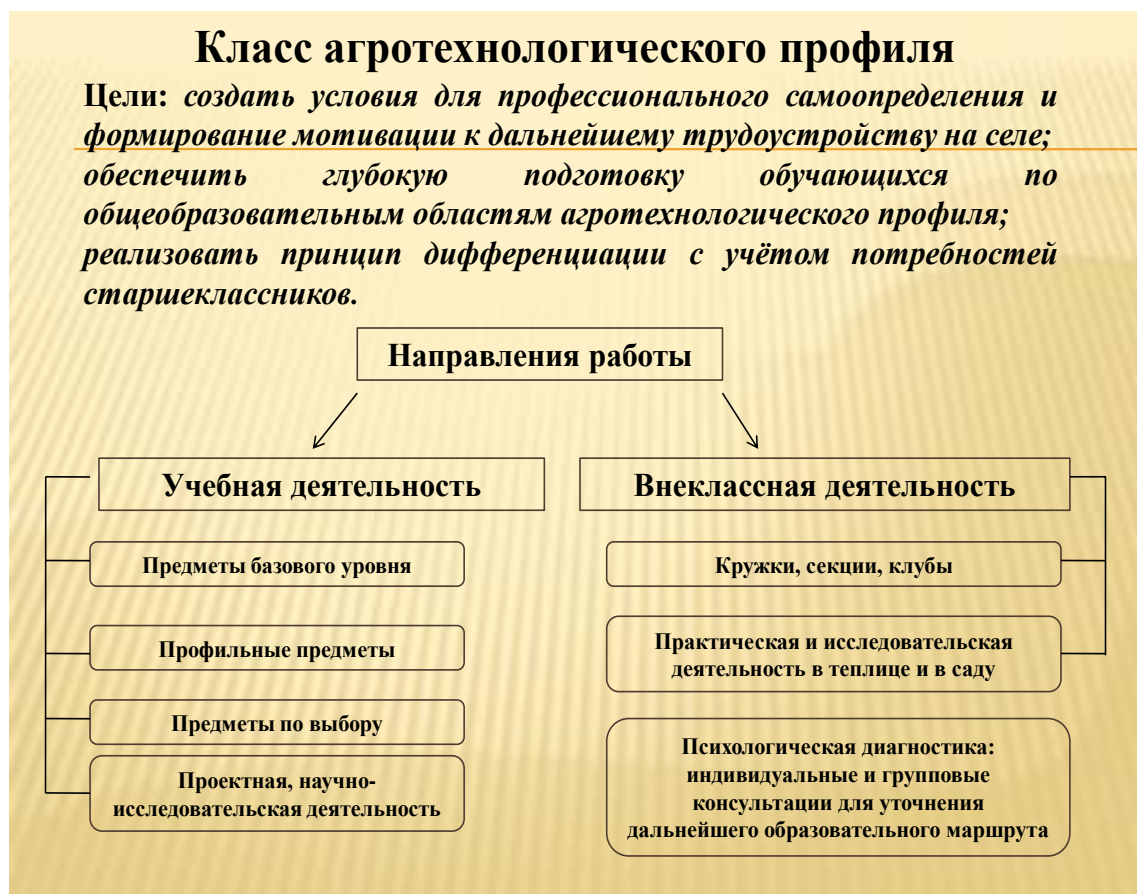 Класс агротехнологического профиля
Цели: создать условия для профессионального самоопределения и
формирование мотивации к дальнейшему трудоустройству на селе;
обеспечить глубокую подготовку обучающихся по
общеобразовательным областям агротехнологического профиля;
реализовать принцип дифференциации с учётом потребностей
старшеклассников.
Направления работы
Учебная деятельность
Предметы базового уровня
Профильные предметы
Предметы по выбору
Проектная, научно-
исследовательская деятельность
Внеклассная деятельность
Кружки, секции, клубы
Практическая и исследовательская
деятельность в теплице и в саду
Психологическая диагностика:
индивидуальные и групповые
консультации для уточнения
дальнейшего образовательного маршрута